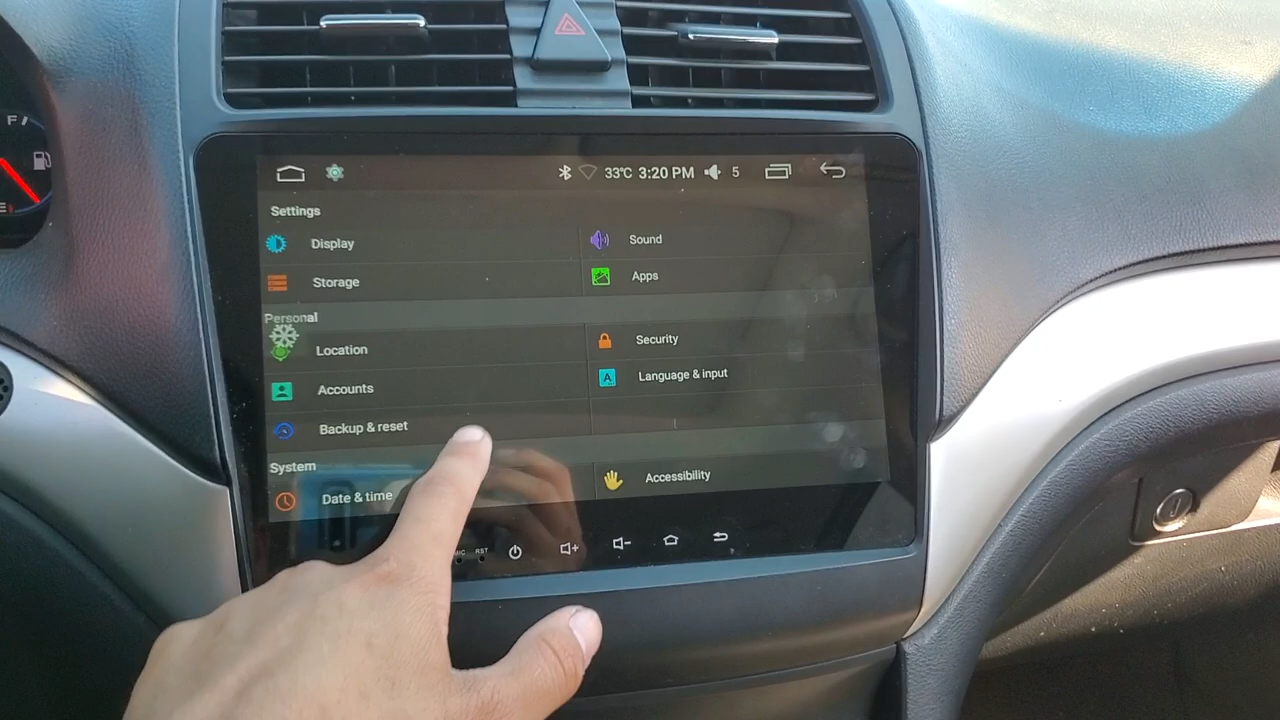 F
E
33°C 3:20 PM 5
Settings
Display
Sound
Storage
Apps
Personal
Location
Security
Accounts
Language & input
Backup & reset
System
Date & time
Accessibility
RST